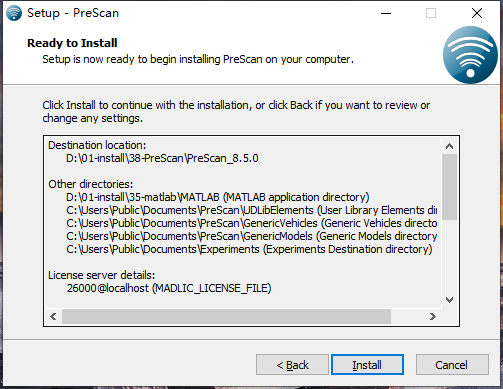 Setup - PreScan
Ready to Install
Setup is now ready to begin installing PreScan on your computer.
Click Install to continue with the installation, or click Back if you want to review or
change any settings.
Destination location:
D:\01-install\38-PreScan\PreScan_8.5.0
Other directories:
D:\01-install\35-matlab\MATLAB (MATLAB application directory)
C:\Users\Public\Documents\PreScan\UDLibElements (User Library Elements dir
C:\Users\Public\Documents\PreScan\GenericVehicles (Generic Vehicles directo
C:\Users\Public\Documents\PreScan\GenericModels (Generic Models directory
C:\Users\Public\Documents\Experiments (Experiments Destination directory)
License server details:
26000@localhost (MADLIC_LICENSE_FILE)
< Back
Install
Cancel